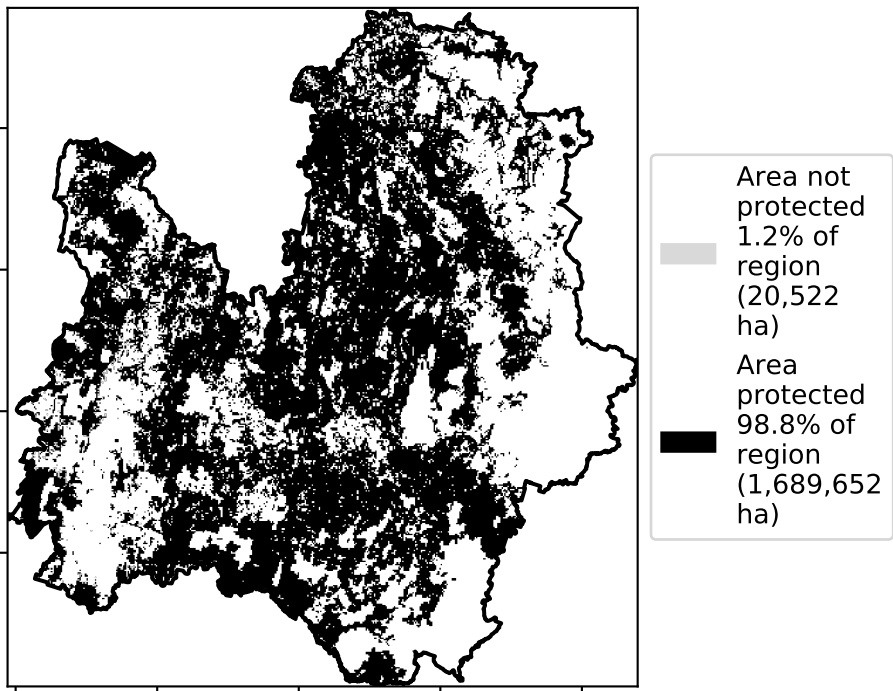 Area not
protected
1.2% of
region
(20,522
ha)
Area
protected
98.8% of
region
(1,689,652
ha)